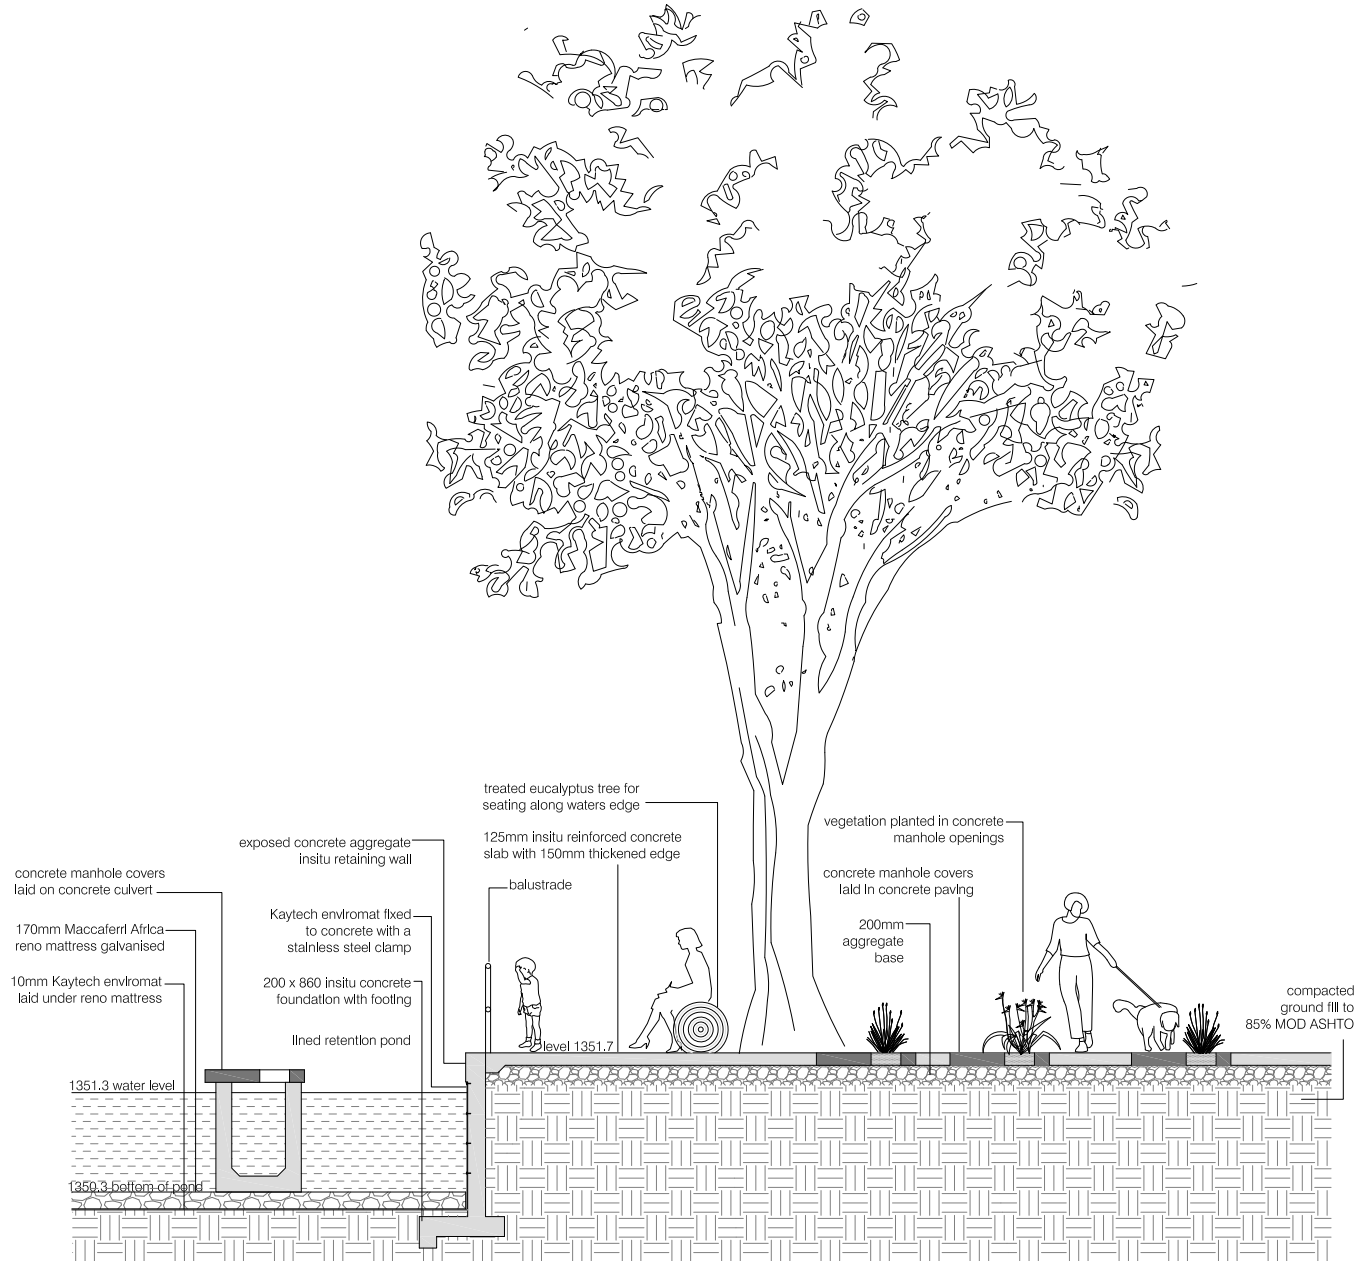 treated eucalyptus tree for
seating along waters edge
125mm insitu reinforced concrete
slab with 150mm thickened edge
balustrade
exposed concrete aggregate
insitu retaining wall
concrete manhole covers
laid on concrete culvert
Kaytech enviromat fixed
to concrete with a
stainless steel clamp
170mm Maccaferri Africa
reno mattress galvanised
10mm Kaytech enviromat
laid under reno mattress
200 x 860 insitu concrete
foundation with footing
lined retention pond
vegetation planted in concrete
manhole openings
concrete manhole covers
laid in concrete paving
200mm
aggregate
base
compacted
ground fill to
85% MOD ASHTO
level 1351.7
1351.3 water level
1350.3 bottom of pond